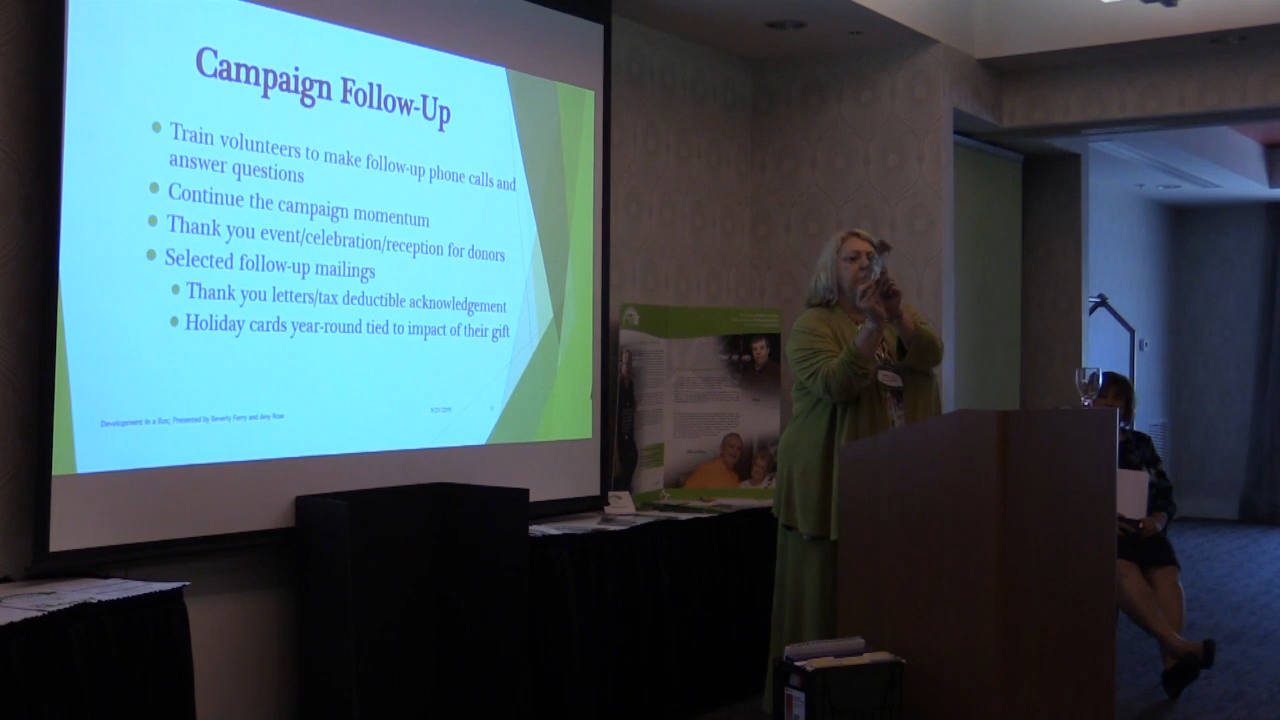 Campaign Follow-Up
Train volunteers to make follow-up phone calls and
answer questions
Continue the campaign momentum
Thank you event/celebration/reception for donors
Selected follow-up mailings
Thank you letters/tax deductible acknowledgement
Holiday cards year-round tied to impact of their gift
Development in a Box; Presented by Beverly Ferry and Amy Rose